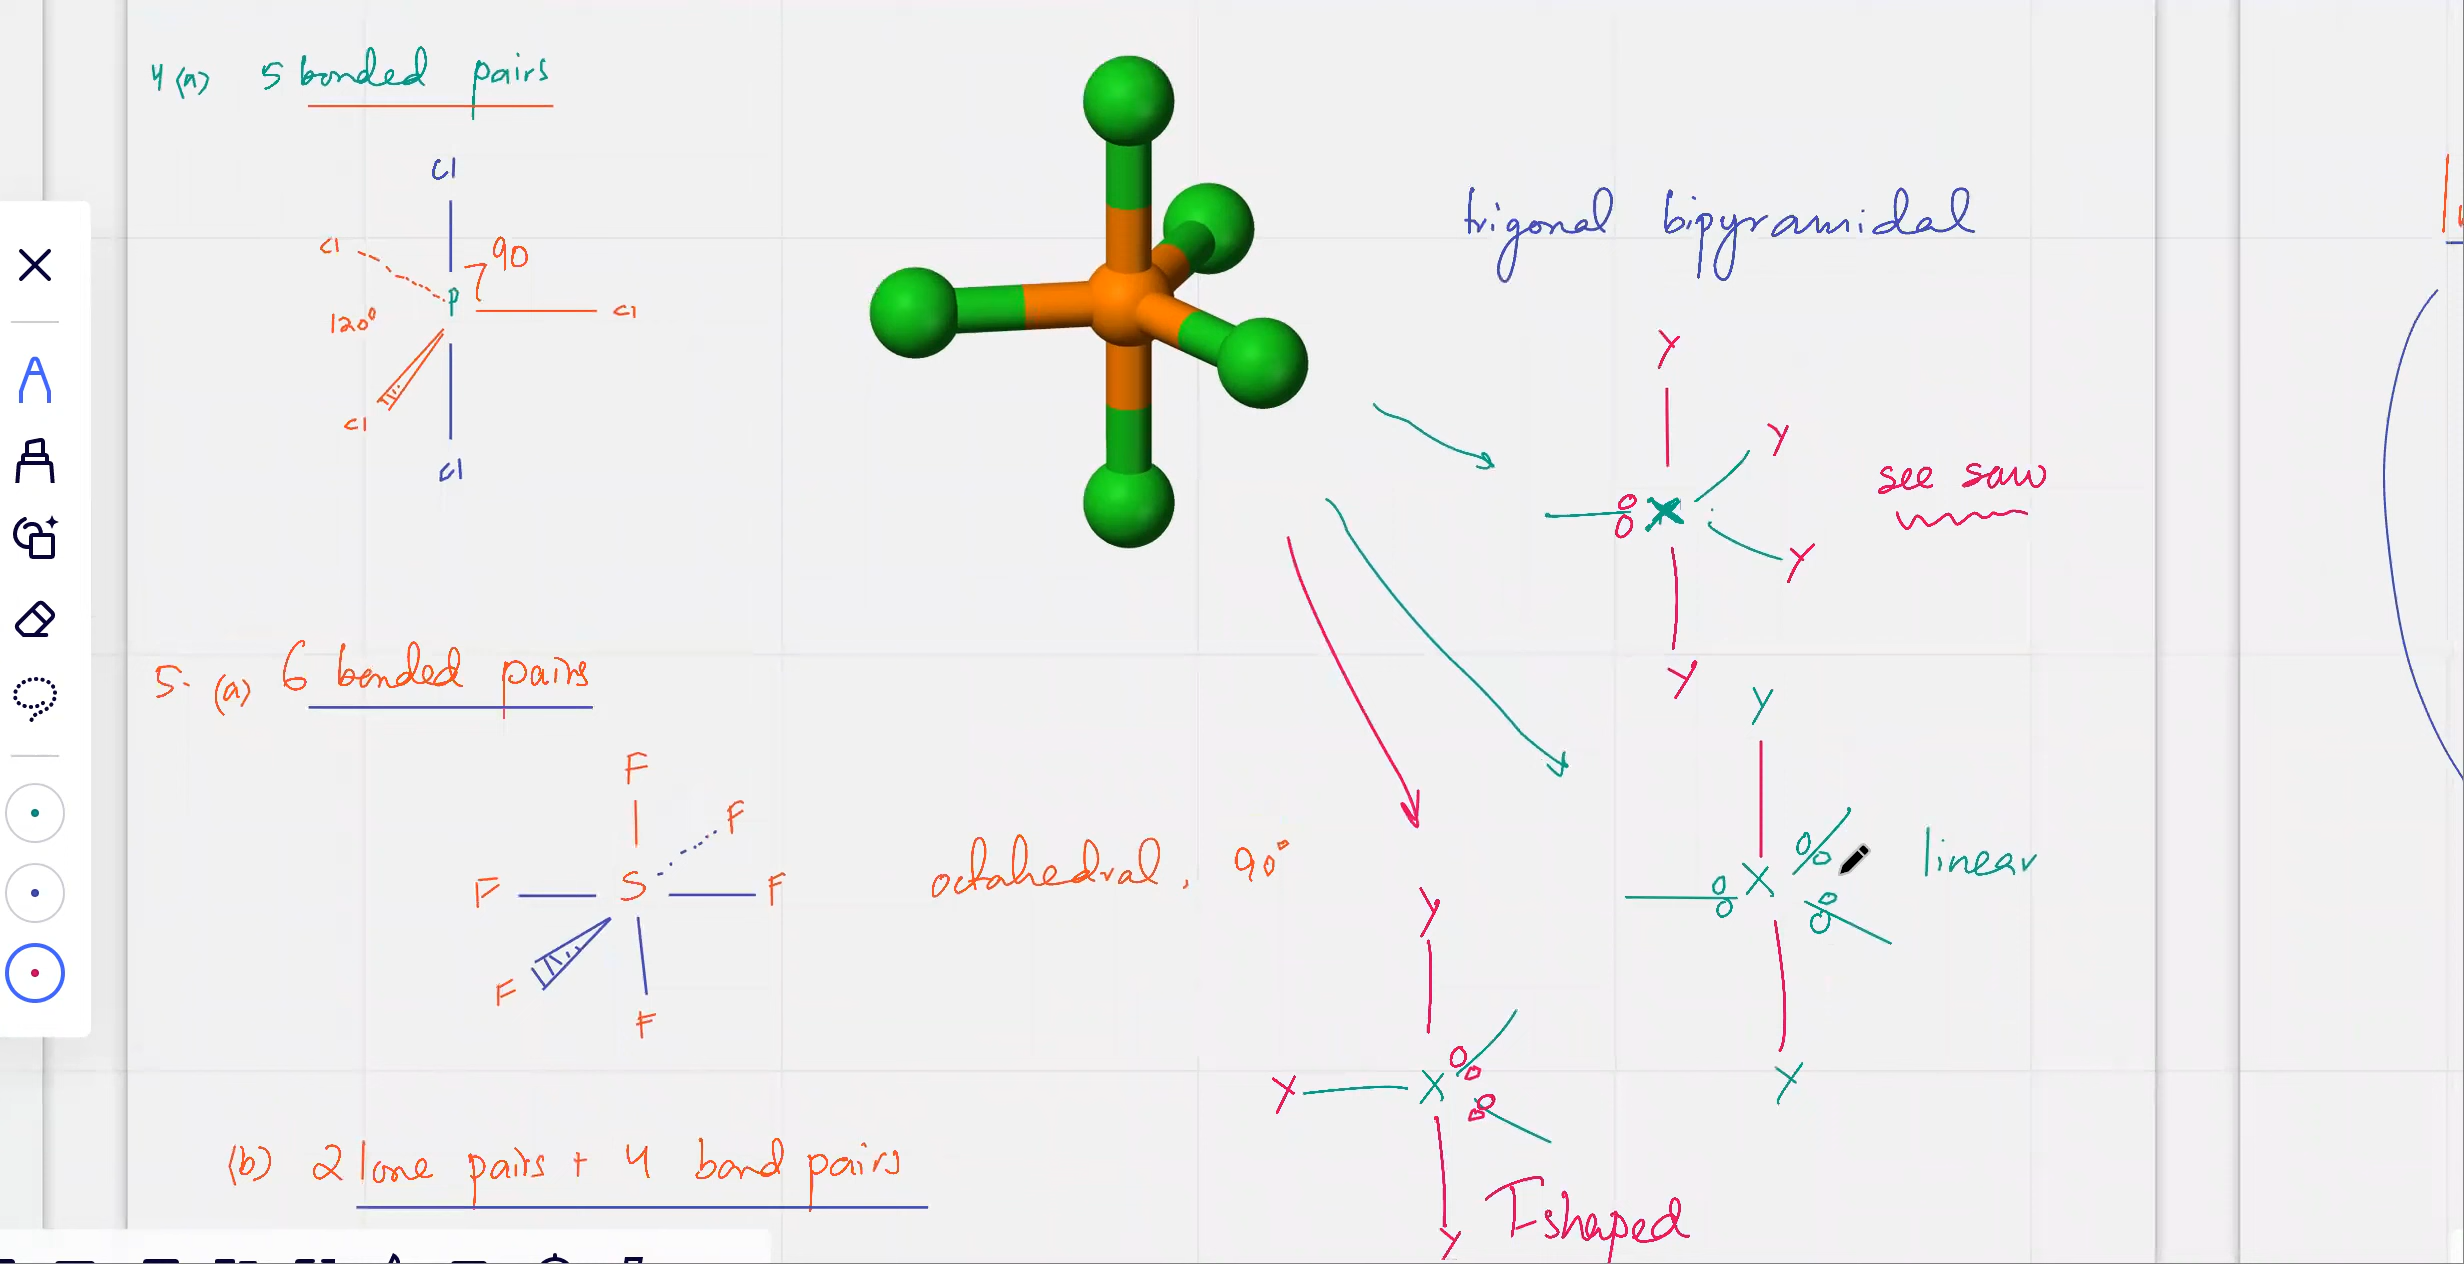 4 (a) 5 bonded pairs
Cl
Cl
90
P
Cl
120°
Cl
Cl
trigonal bipyramidal
Y
Y
X
Y
Y
see saw
5. (a) 6 bonded pairs
F
F
F
S
F
F
F
octahedral, 90°
Y
X
linear
Y
Y
Y
X
Y
T shaped
(b) 2 lone pairs + 4 bond pairs